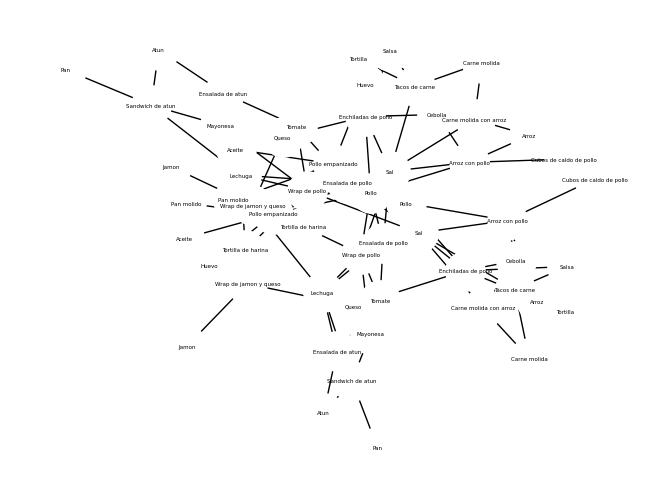 Atun
Salsa
Tortilla
Carne molida
Pan
Huevo
Tacos de carne
Ensalada de atun
Sandwich de atun
Cebolla
Enchiladas de pollo
Carne molida con arroz
Mayonesa
Tomate
Arroz
Queso
Aceite
Cubos de caldo de pollo
Pollo empanizado
Arroz con pollo
Jamon
Sal
Lechuga
Cubos de caldo de pollo
Ensalada de pollo
Wrap de pollo
Pollo
Pan molido
Pan molido
Wrap de jamon y queso
Pollo
Pollo empanizado
Arroz con pollo
Tortilla de harina
Sal
Aceite
Ensalada de pollo
Tortilla de harina
Wrap de pollo
Cebolla
Huevo
Enchiladas de pollo
Salsa
Wrap de jamon y queso
Lechuga
Tacos de carne
Tomate
Arroz
Queso
Carne molida con arroz
Tortilla
Mayonesa
Jamon
Ensalada de atun
Carne molida
Sandwich de atun
Atun
Pan